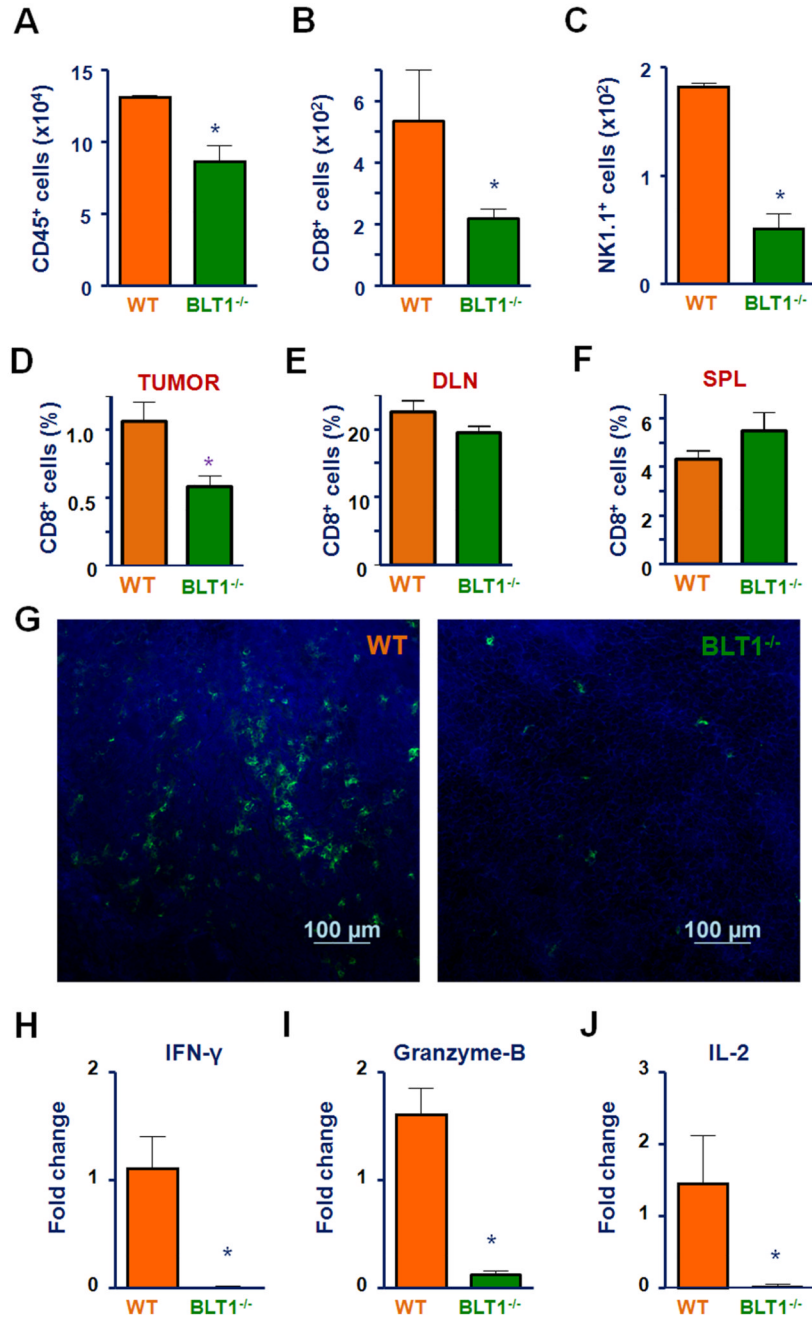 A
CD45⁺ cells (x10⁴)
15
10
5
0
*
WT
BLT1⁻/⁻
B
CD8⁺ cells (x10²)
6
4
2
0
*
WT
BLT1⁻/⁻
C
NK1.1⁺ cells (x10²)
2
1
0
*
WT
BLT1⁻/⁻
D
TUMOR
CD8⁺ cells (%)
1.0
0.5
0
*
WT
BLT1⁻/⁻
E
DLN
CD8⁺ cells (%)
20
10
0
WT
BLT1⁻/⁻
F
SPL
CD8⁺ cells (%)
6
4
2
0
WT
BLT1⁻/⁻
G
WT
100 µm
BLT1⁻/⁻
100 µm
H
IFN-γ
Fold change
2
1
0
*
WT
BLT1⁻/⁻
I
Granzyme-B
Fold change
2
1
0
*
WT
BLT1⁻/⁻
J
IL-2
Fold change
3
2
1
0
*
WT
BLT1⁻/⁻